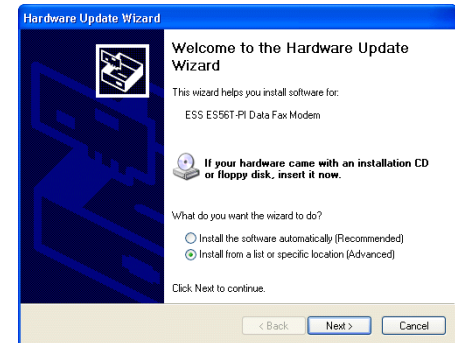 Hardware Update Wizard
Welcome to the Hardware Update
Wizard
This wizard helps you install software for:
ESS ES56T-PI Data Fax Modem
If your hardware came with an installation CD
or floppy disk, insert it now.
What do you want the wizard to do?
Install the software automatically (Recommended)
Install from a list or specific location (Advanced)
Click Next to continue.
< Back Next > Cancel